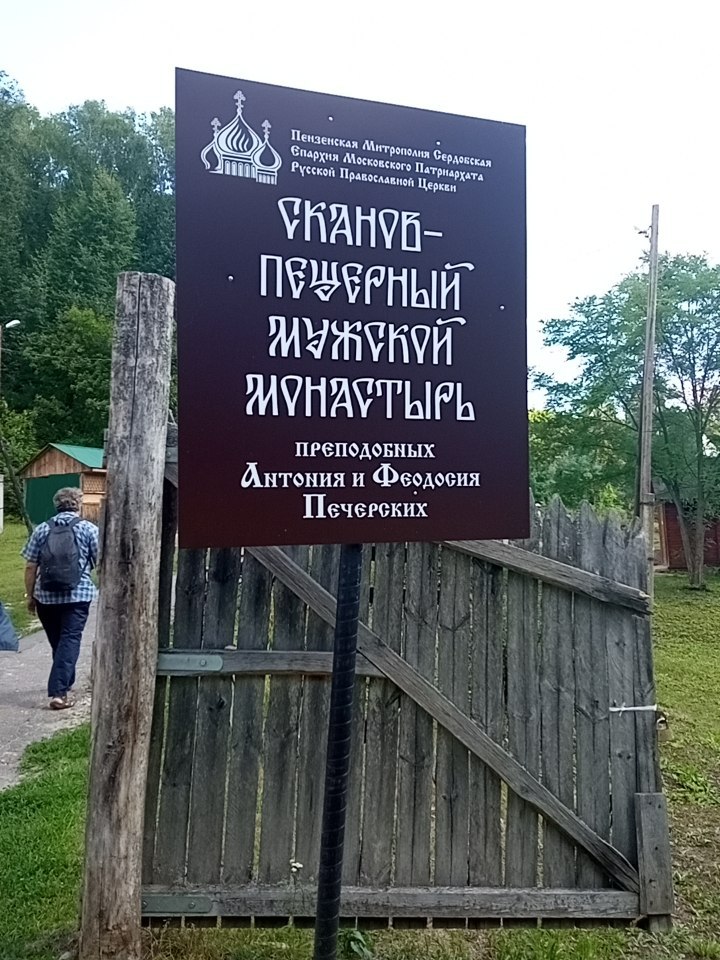 Пензенская Митрополия Сердобская
Епархия Московского Патриархата
Русской Православной Церкви
СКАНОВ-
ПЕЩЕРНЫЙ
МУЖСКОЙ
МОНАСТЫРЬ
ПРЕПОДОБНЫХ
Антония и Феодосия
Печерских